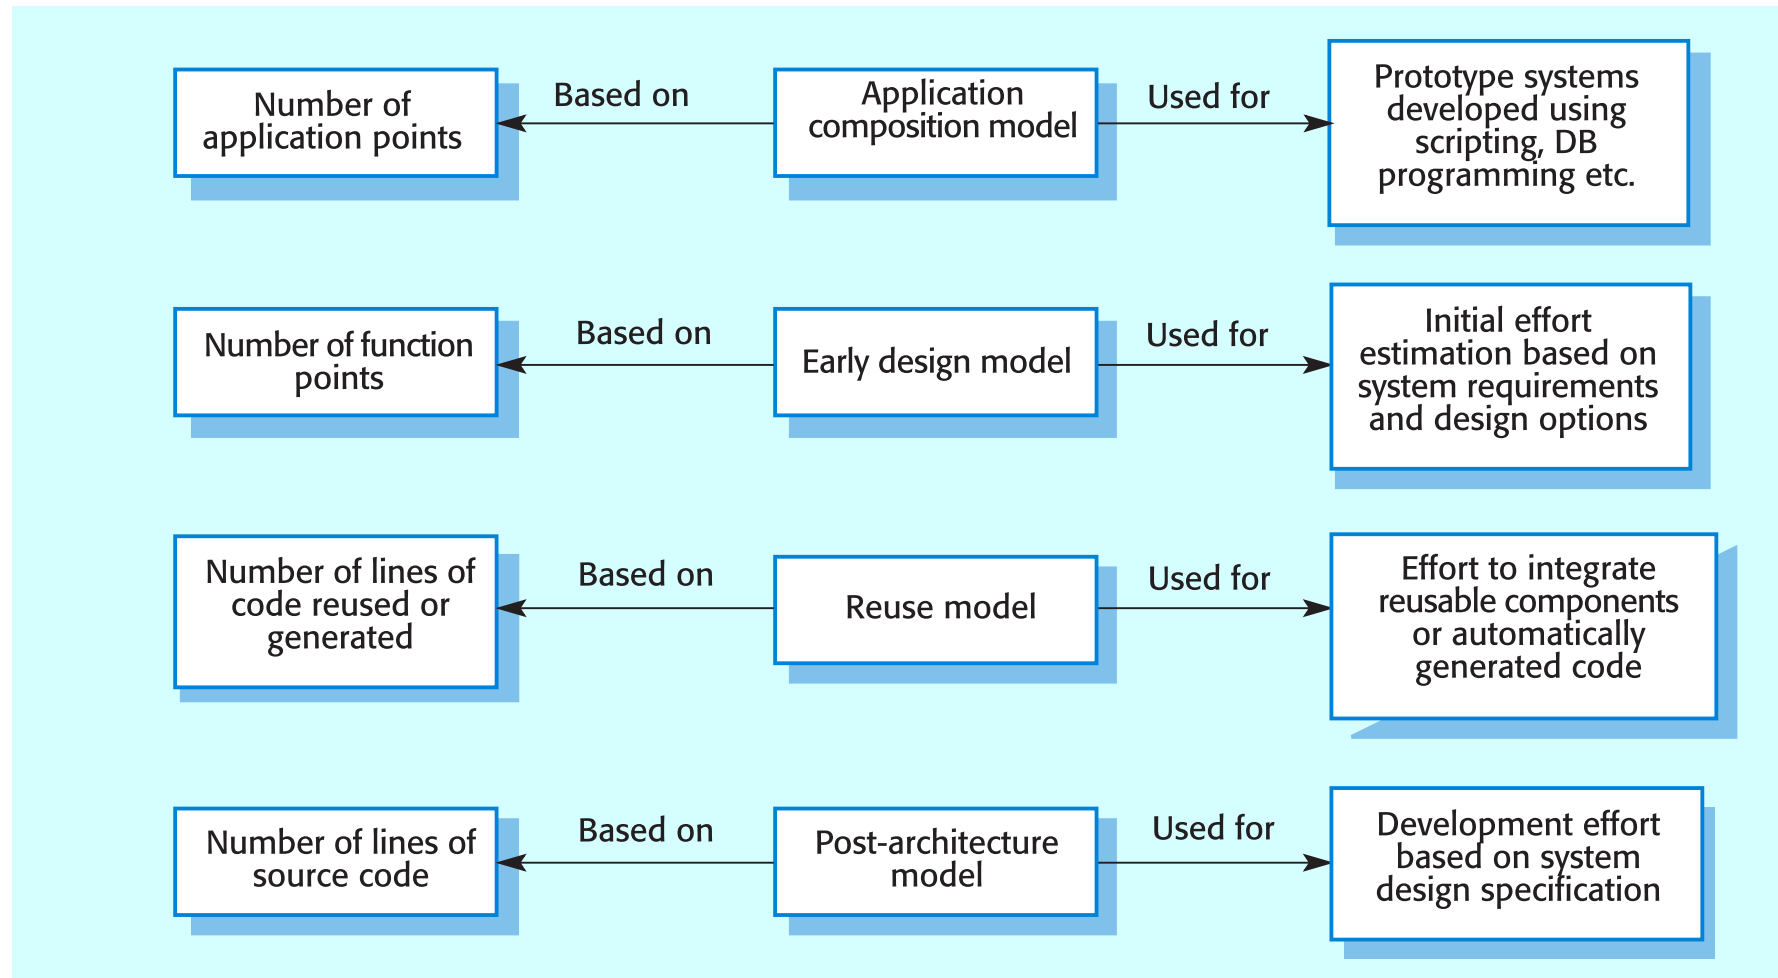 Number of
application points
Based on
Application
composition model
Used for
Prototype systems
developed using
scripting, DB
programming etc.
Number of function
points
Based on
Early design model
Used for
Initial effort
estimation based on
system requirements
and design options
Number of lines of
code reused or
generated
Based on
Reuse model
Used for
Effort to integrate
reusable components
or automatically
generated code
Number of lines of
source code
Based on
Post-architecture
model
Used for
Development effort
based on system
design specification